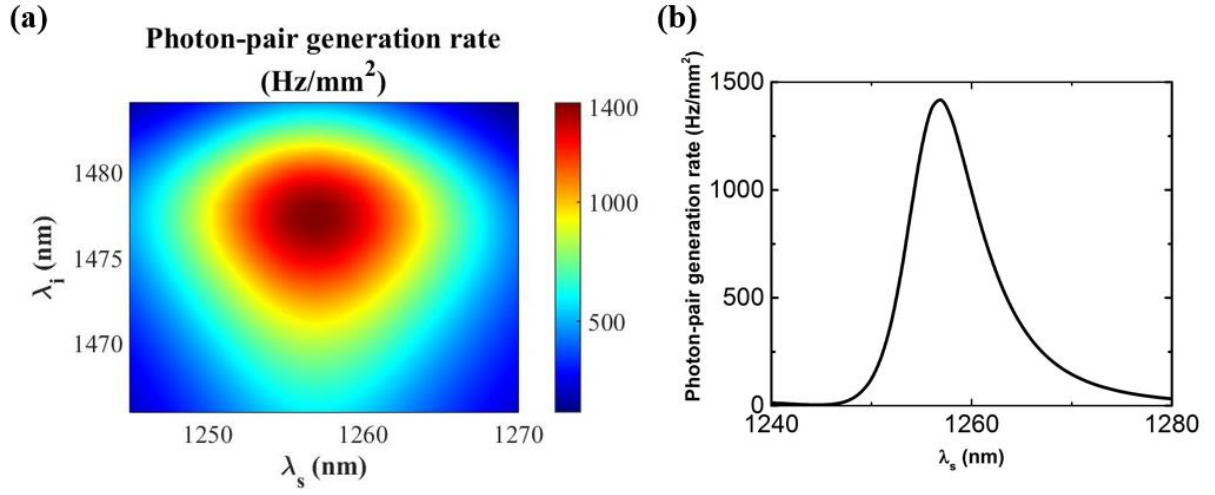 (a)
Photon-pair generation rate
(Hz/mm²)
1480
1475
1470
λᵢ (nm)
1250
1260
1270
λₛ (nm)
1400
1000
500
(b)
Photon-pair generation rate (Hz/mm²)
1500
1000
500
0
1240
1260
1280
λₛ (nm)